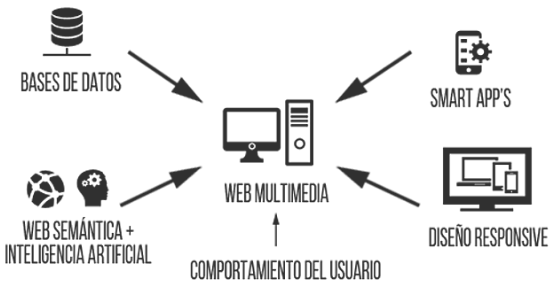 BASES DE DATOS
SMART APP'S
WEB MULTIMEDIA
WEB SEMÁNTICA +
INTELIGENCIA ARTIFICIAL
DISEÑO RESPONSIVE
COMPORTAMIENTO DEL USUARIO